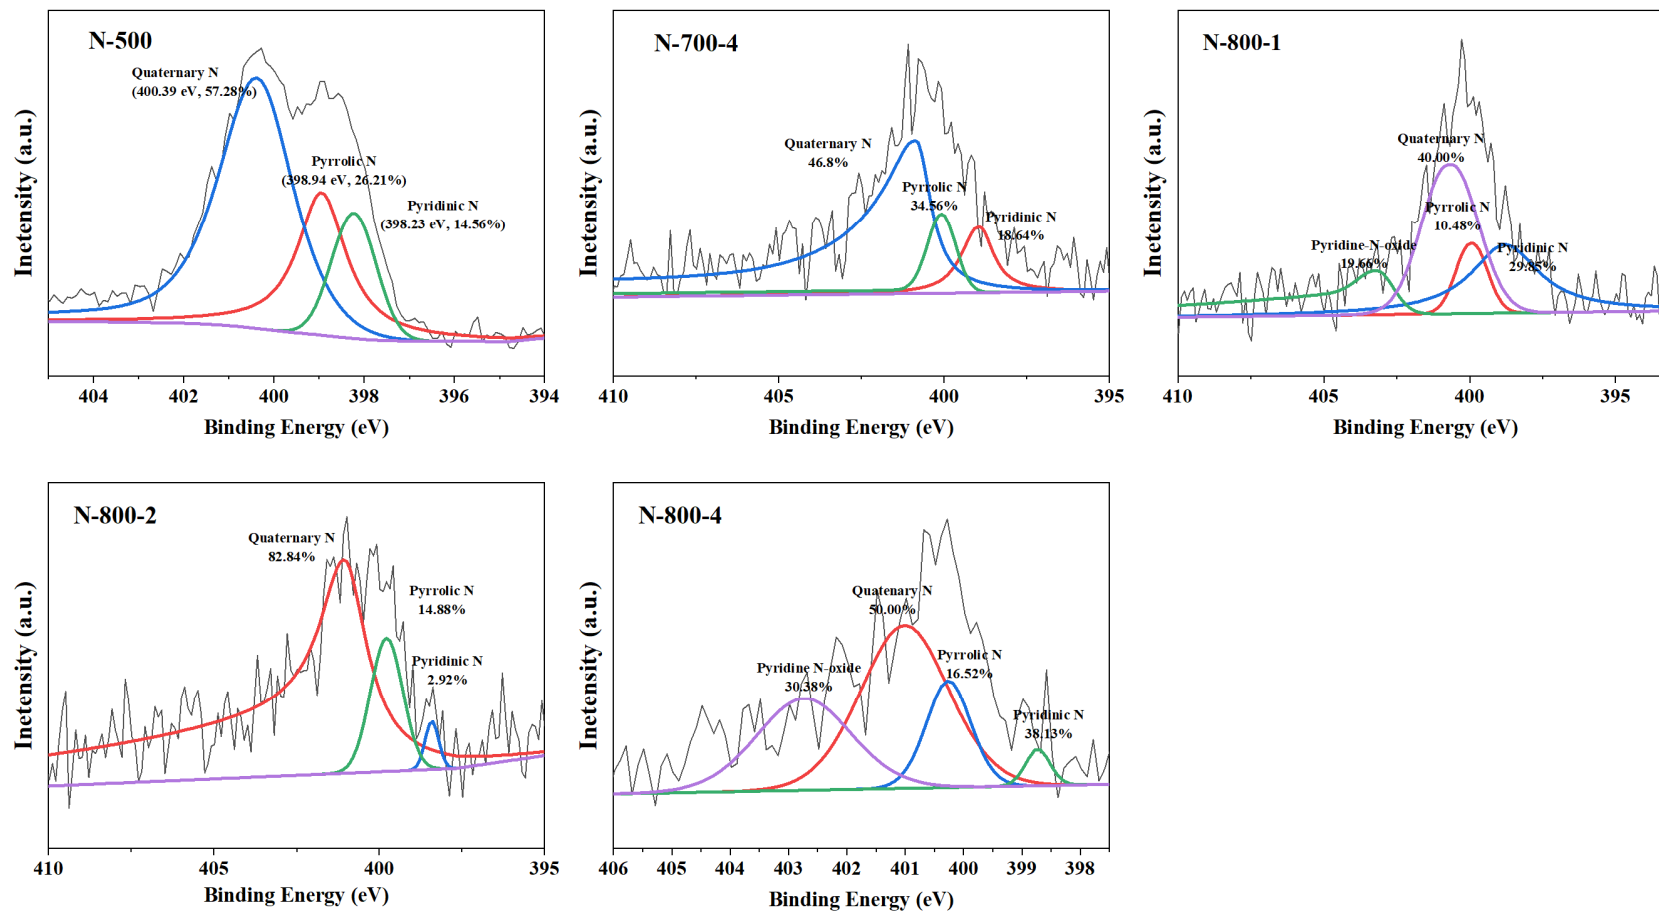 N-500
Quaternary N
(400.39 eV, 57.28%)
Pyrrolic N
(398.94 eV, 26.21%)
Pyridinic N
(398.23 eV, 14.56%)
Inetensity (a.u.)
404 402 400 398 396 394
Binding Energy (eV)
N-700-4
Quaternary N
46.8%
Pyrrolic N
34.56%
Pyridinic N
18.64%
Inetensity (a.u.)
410 405 400 395
Binding Energy (eV)
N-800-1
Quaternary N
40.00%
Pyrrolic N
10.48%
Pyridine-N-oxide
19.66%
Pyridinic N
29.85%
Inetensity (a.u.)
410 405 400 395
Binding Energy (eV)
N-800-2
Quaternary N
82.84%
Pyrrolic N
14.88%
Pyridinic N
2.92%
Inetensity (a.u.)
410 405 400 395
Binding Energy (eV)
N-800-4
Quatenary N
50.00%
Pyridine N-oxide
30.38%
Pyrrolic N
16.52%
Pyridinic N
38.13%
Inetensity (a.u.)
406 405 404 403 402 401 400 399 398
Binding Energy (eV)